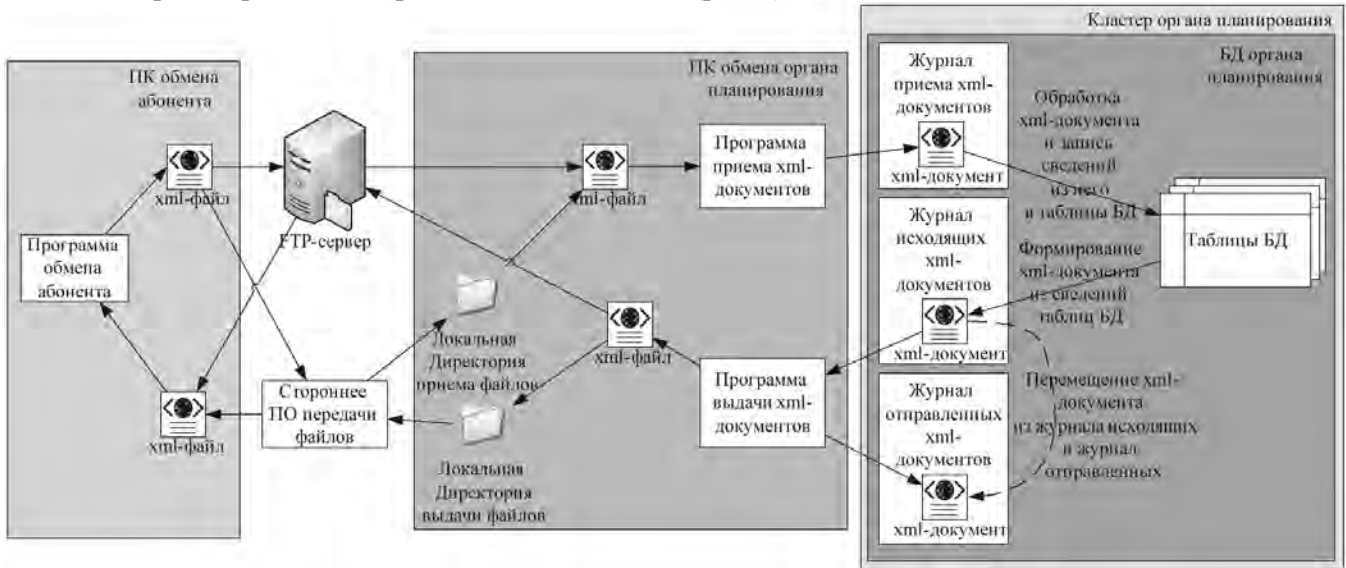 Кластер органа планирования
ПК обмена
абонента
xml-файл
Программа
обмена
абонента
xml-файл
FTP-сервер
Стороннее
ПО передачи
файлов
ПК обмена органа
планирования
xml-файл
Программа
приема xml-
документов
Локальная
Директория
приема файлов
xml-файл
Программа
выдачи xml-
документов
Локальная
Директория
выдачи файлов
БД органа
планирования
Журнал
приема xml-
документов
xml-документ
Обработка
xml-документа
и запись
сведений
из него
в таблицы БД
Таблицы БД
Журнал
исходящих
xml-
документов
xml-документ
Формирование
xml-документа
из сведений
таблиц БД
Журнал
отправленных
xml-
документов
xml-документ
Перемещение xml-
документа
из журнала исходящих
в журнал
отправленных